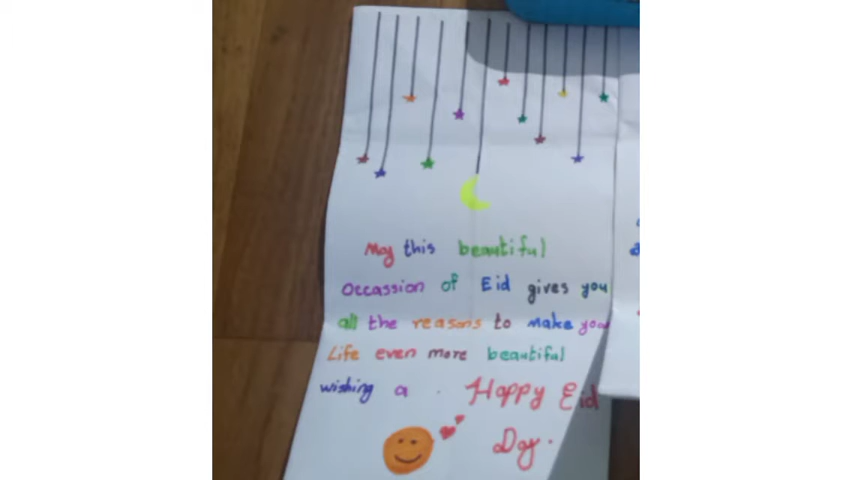 May this beautiful
Occassion of Eid gives you
all the reasons to make your
Life even more beautiful
wishing a . Happy Eid
Day.